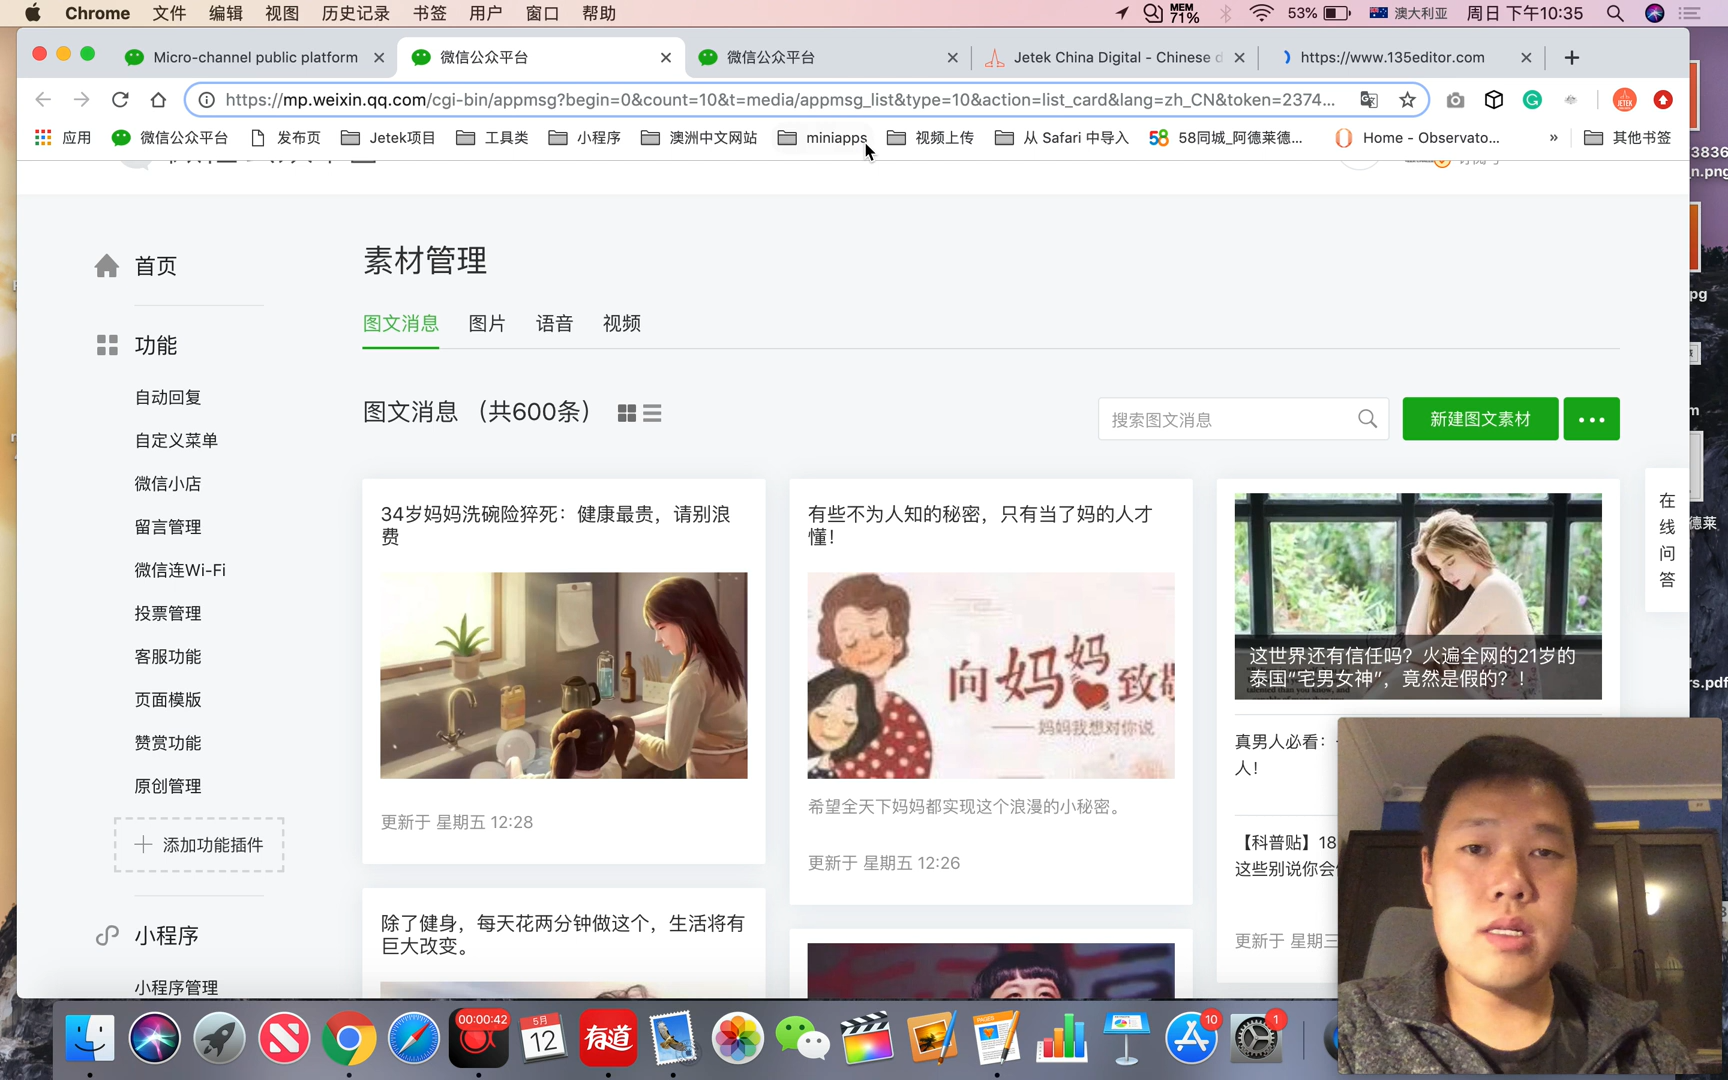 Chrome 文件 编辑 视图 历史记录 书签 用户 窗口 帮助 MEM 71% 53% 澳大利亚 周日 下午10:35
Micro-channel public platform 微信公众平台 微信公众平台 Jetek China Digital - Chinese d https://www.135editor.com
https://mp.weixin.qq.com/cgi-bin/appmsg?begin=0&count=10&t=media/appmsg_list&type=10&action=list_card&lang=zh_CN&token=2374...
应用 微信公众平台 发布页 Jetek项目 工具类 小程序 澳洲中文网站 miniapps 视频上传 从 Safari 中导入 58同城_阿德莱德... Home - Observato... » 其他书签
首页
功能
自动回复
自定义菜单
微信小店
留言管理
微信连Wi-Fi
投票管理
客服功能
页面模版
赞赏功能
原创管理
添加功能插件
小程序
小程序管理
素材管理
图文消息 图片 语音 视频
图文消息 （共600条）
搜索图文消息
新建图文素材
34岁妈妈洗碗险猝死：健康最贵，请别浪
费
更新于 星期五 12:28
除了健身，每天花两分钟做这个，生活将有
巨大改变。
有些不为人知的秘密，只有当了妈的人才
懂！
向妈妈致敬
——妈妈我想对你说
希望全天下妈妈都实现这个浪漫的小秘密。
更新于 星期五 12:26
这世界还有信任吗？火遍全网的21岁的
泰国“宅男女神”，竟然是假的？！
真男人必看：
人！
【科普贴】18
这些别说你会
更新于 星期三
在
线
问
答
3836
n.png
pg
德莱
rs.pdf
00:00:42
5月
12
有道
PAGES
10
1